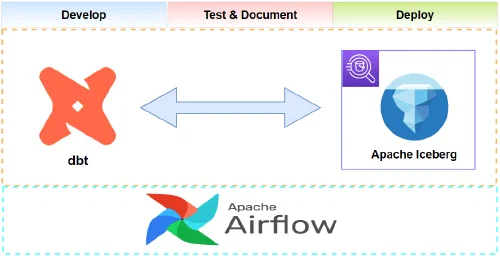 Develop
Test & Document
Deploy
dbt
Apache Iceberg
Apache
Airflow